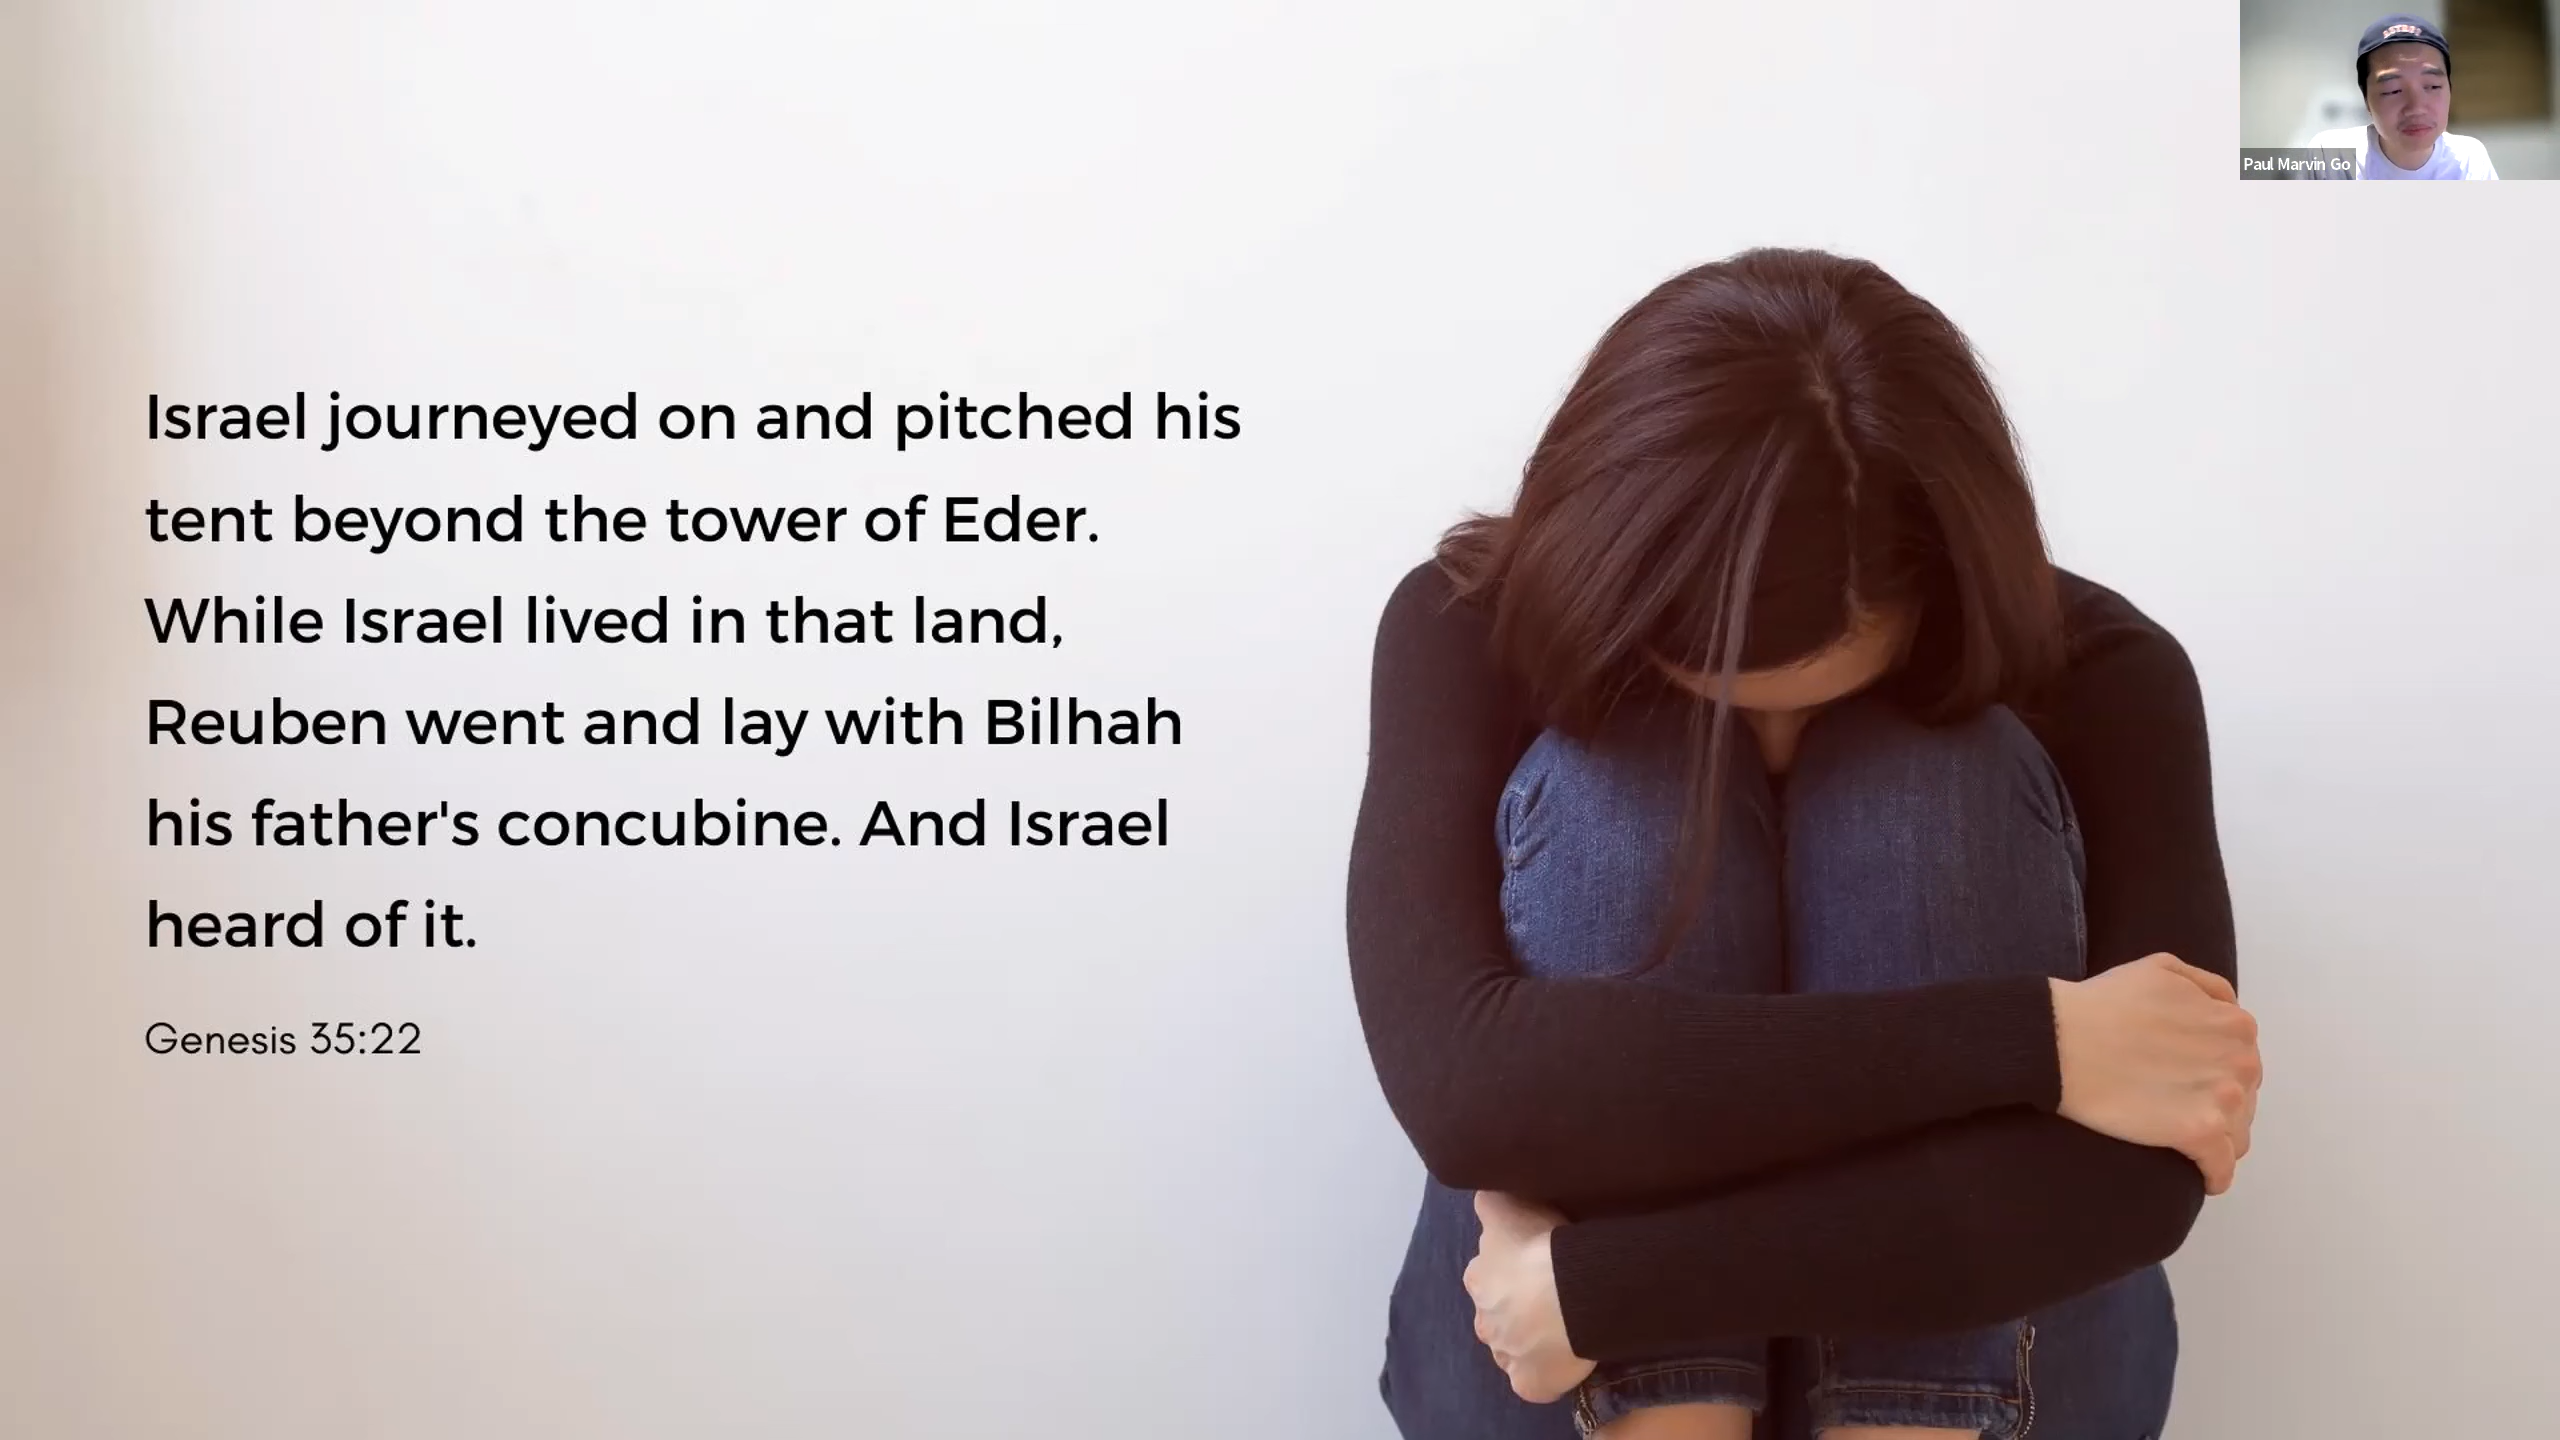 Israel journeyed on and pitched his
tent beyond the tower of Eder.
While Israel lived in that land,
Reuben went and lay with Bilhah
his father's concubine. And Israel
heard of it.
Genesis 35:22
Paul Marvin Go